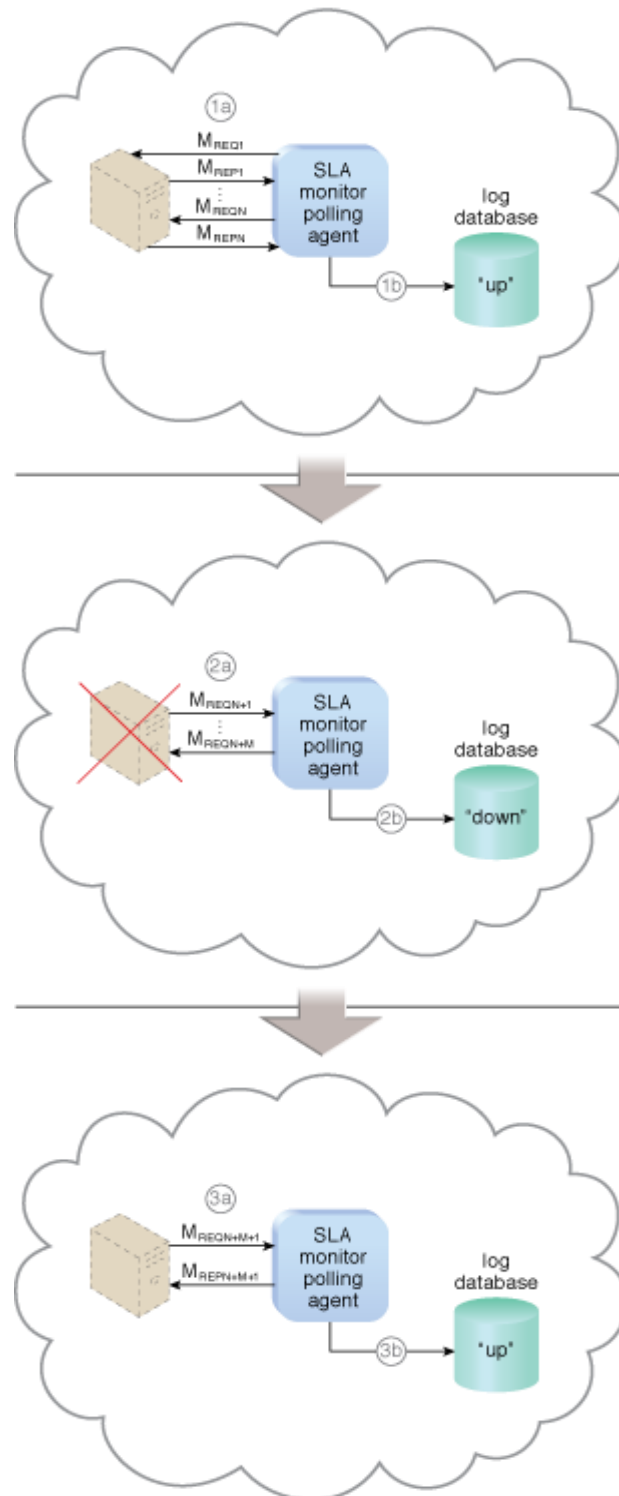 1a
MREQ1
MREP1
MREQN
MREPN
SLA
monitor
polling
agent
log
database
"up"
1b
2a
MREQN+1
MREQN+M
SLA
monitor
polling
agent
log
database
"down"
2b
3a
MREQN+M+1
MREPN+M+1
SLA
monitor
polling
agent
log
database
"up"
3b